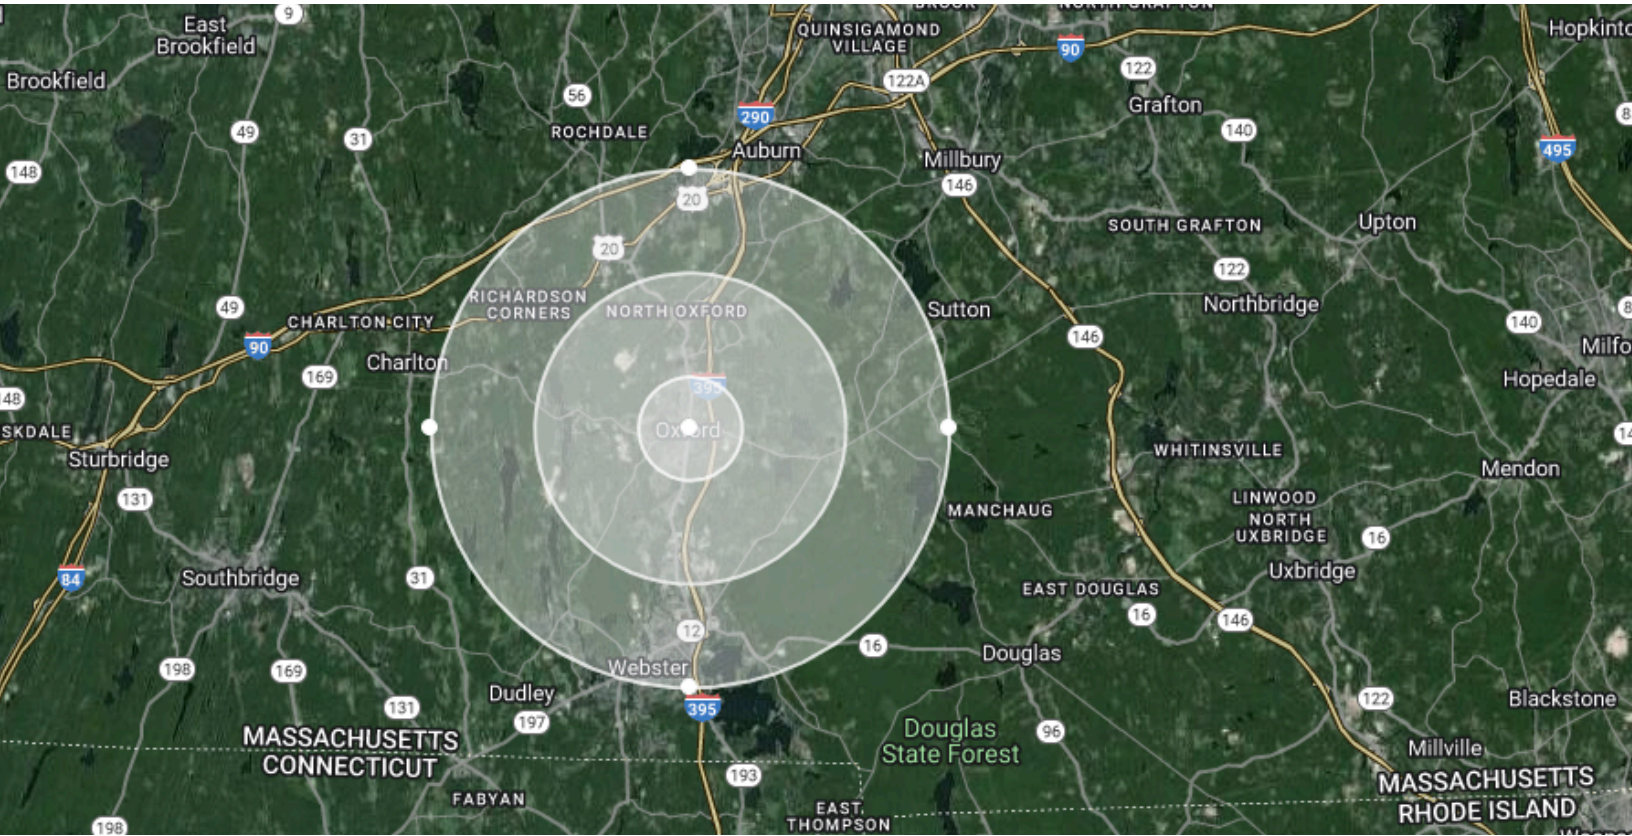 9
East
Brookfield
Brookfield
QUINSIGAMOND
VILLAGE
90
Hopkinto
122A
122
56
Grafton
290
49
31
ROCHDALE
140
495
Auburn
Millbury
148
146
20
SOUTH GRAFTON
Upton
20
122
49
RICHARDSON
CORNERS
NORTH OXFORD
Sutton
Northbridge
CHARLTON CITY
140
90
146
Milfo
Charlton
169
395
Hopedale
48
SKDALE
Oxford
Sturbridge
WHITINSVILLE
Mendon
131
MANCHAUG
LINWOOD
NORTH
UXBRIDGE
16
84
Southbridge
31
EAST DOUGLAS
Uxbridge
16
146
12
16
Douglas
198
169
Webster
Dudley
131
197
395
122
Blackstone
MASSACHUSETTS
CONNECTICUT
Douglas
State Forest
96
Millville
193
MASSACHUSETTS
RHODE ISLAND
FABYAN
EAST
THOMPSON
198